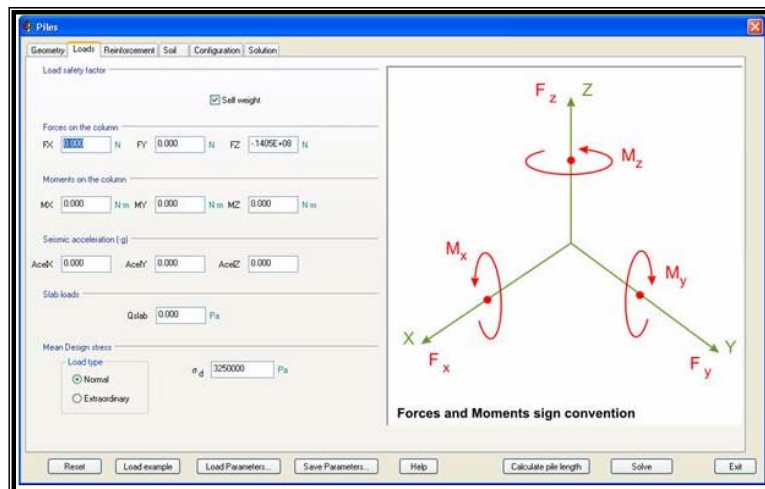 Piles
Geometry Loads Reinforcement Soil Configuration Solution
Load safety factor
Self weight
Forces on the column
FX 0.000 N FY 0.000 N FZ -.1405E+08 N
Moments on the column
MX 0.000 N m MY 0.000 N m MZ 0.000 N m
Seismic acceleration (·g)
AcelX 0.000 AcelY 0.000 AcelZ 0.000
Slab loads
Qslab 0.000 Pa
Mean Design stress
Load type
Normal
Extraordinary
σd 3250000 Pa
Fz Z
Mz
Mx
My
X
Fx
Y
Fy
Forces and Moments sign convention
Reset Load example Load Parameters... Save Parameters... Help Calculate pile length Solve Exit